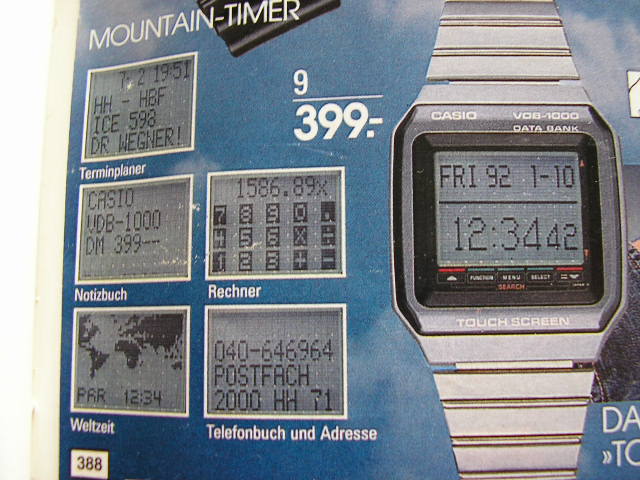 MOUNTAIN-TIMER
7. 2 19:51
HH - HBF
ICE 598
DR WEGNER!
Terminplaner
9
399.-
CASIO
VDB-1000
DM 399--
Notizbuch
1586.89×
7 8 9 0 .
4 5 6 × ÷
1 2 3 + -
Rechner
PAR 12:34
Weltzeit
040-646964
POSTFACH
2000 HH 71
Telefonbuch und Adresse
388
CASIO VDB-1000
DATA BANK
FRI 92 1-10
12:34 42
FUNCTION MENU SELECT
SEARCH
TOUCH SCREEN
DA
»TO